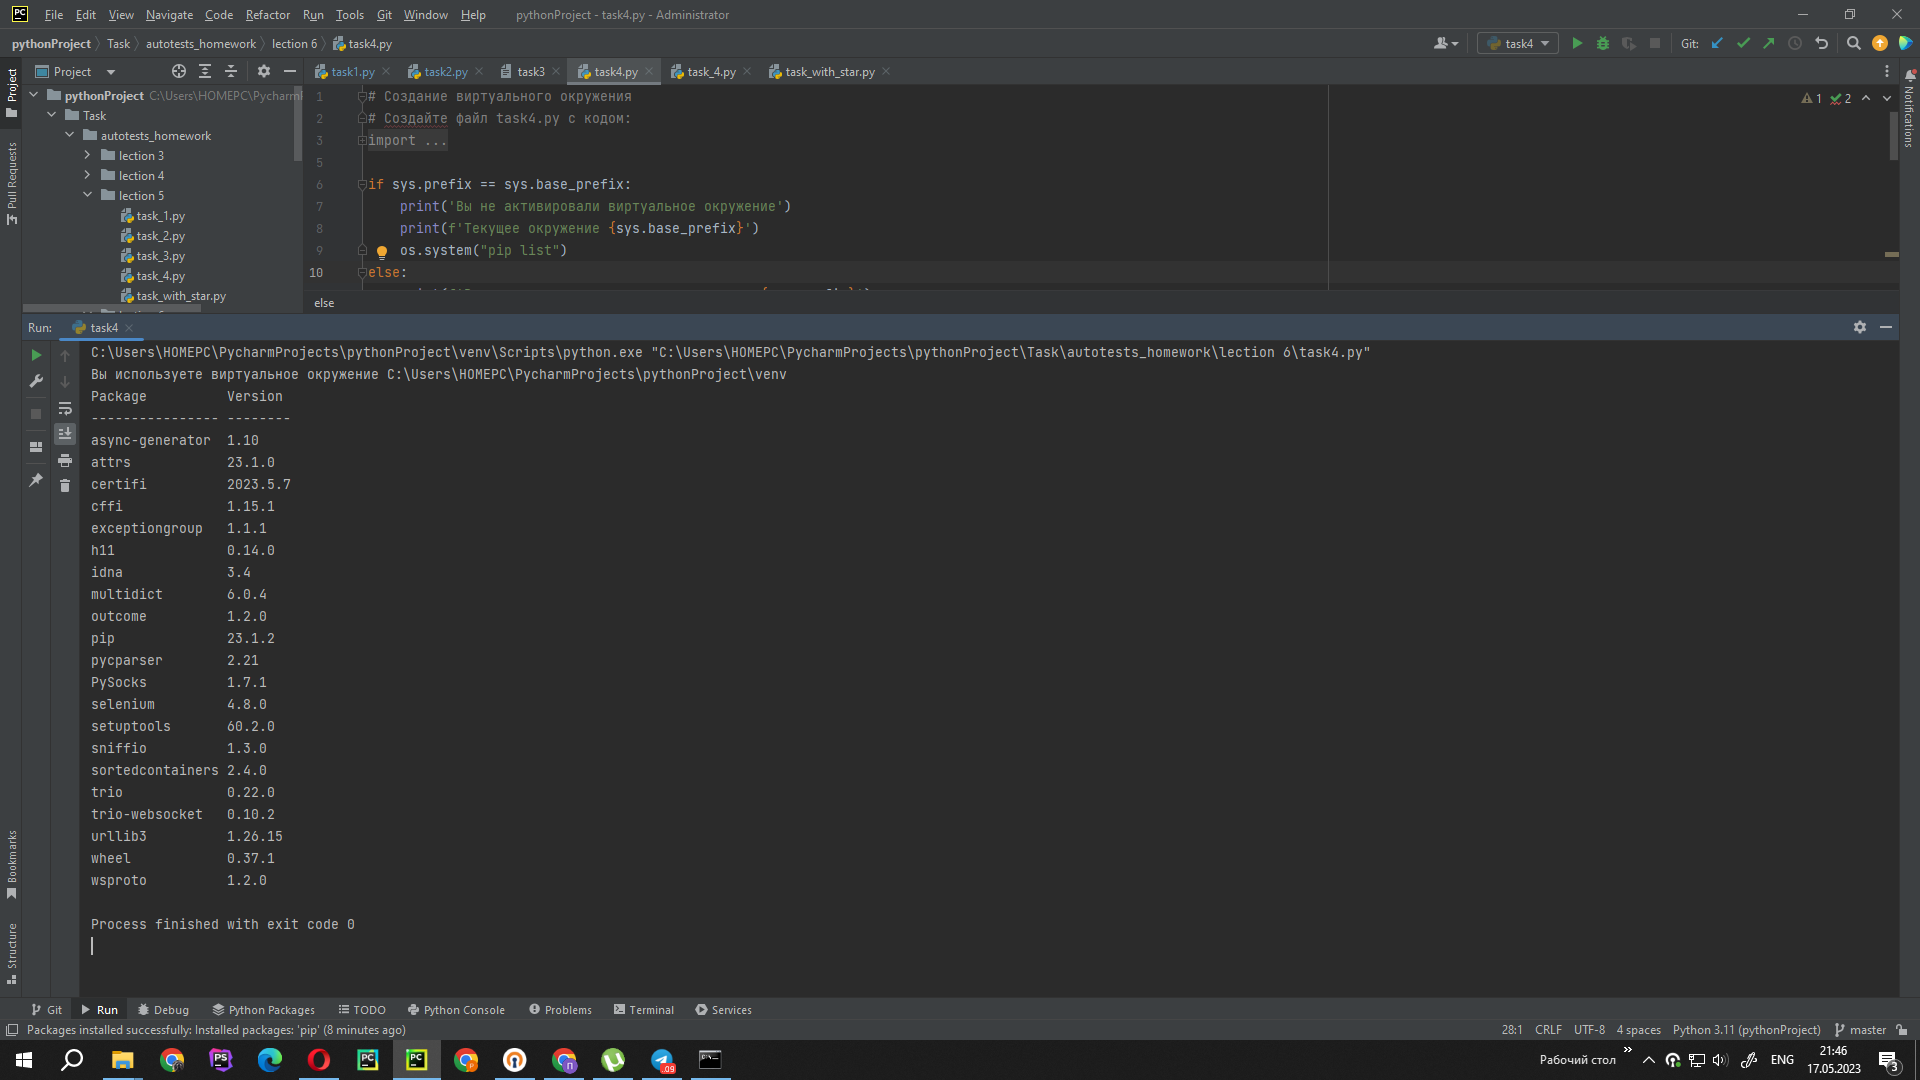 PC File Edit View Navigate Code Refactor Run Tools Git Window Help pythonProject - task4.py - Administrator
pythonProject Task autotests_homework lection 6 task4.py task4 Git:
Project task1.py task2.py task3 task4.py task_4.py task_with_star.py
pythonProject C:\Users\HOMEPC\Pycharm
Task
autotests_homework
lection 3
lection 4
lection 5
task_1.py
task_2.py
task_3.py
task_4.py
task_with_star.py
Project
Pull Requests
Bookmarks
Structure
Notifications
1 # Создание виртуального окружения
2 # Создайте файл task4.py с кодом:
3 import ...
5
6 if sys.prefix == sys.base_prefix:
7 print('Вы не активировали виртуальное окружение')
8 print(f'Текущее окружение {sys.base_prefix}')
9 os.system("pip list")
10 else:
1 2
else
Run: task4
C:\Users\HOMEPC\PycharmProjects\pythonProject\venv\Scripts\python.exe "C:\Users\HOMEPC\PycharmProjects\pythonProject\Task\autotests_homework\lection 6\task4.py"
Вы используете виртуальное окружение C:\Users\HOMEPC\PycharmProjects\pythonProject\venv
Package Version
---------------- --------
async-generator 1.10
attrs 23.1.0
certifi 2023.5.7
cffi 1.15.1
exceptiongroup 1.1.1
h11 0.14.0
idna 3.4
multidict 6.0.4
outcome 1.2.0
pip 23.1.2
pycparser 2.21
PySocks 1.7.1
selenium 4.8.0
setuptools 60.2.0
sniffio 1.3.0
sortedcontainers 2.4.0
trio 0.22.0
trio-websocket 0.10.2
urllib3 1.26.15
wheel 0.37.1
wsproto 1.2.0
Process finished with exit code 0
Git Run Debug Python Packages TODO Python Console Problems Terminal Services
Packages installed successfully: Installed packages: 'pip' (8 minutes ago) 28:1 CRLF UTF-8 4 spaces Python 3.11 (pythonProject) master
PS PC PC П .09 Рабочий стол ENG 21:46
17.05.2023 3